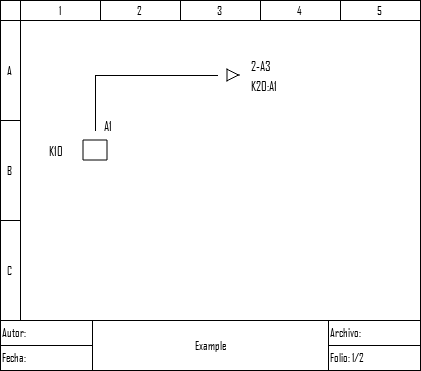 1 2 3 4 5
A
2-A3
K20:A1
A1
K10
B
C
Autor:
Example
Archivo:
Fecha:
Folio: 1/2